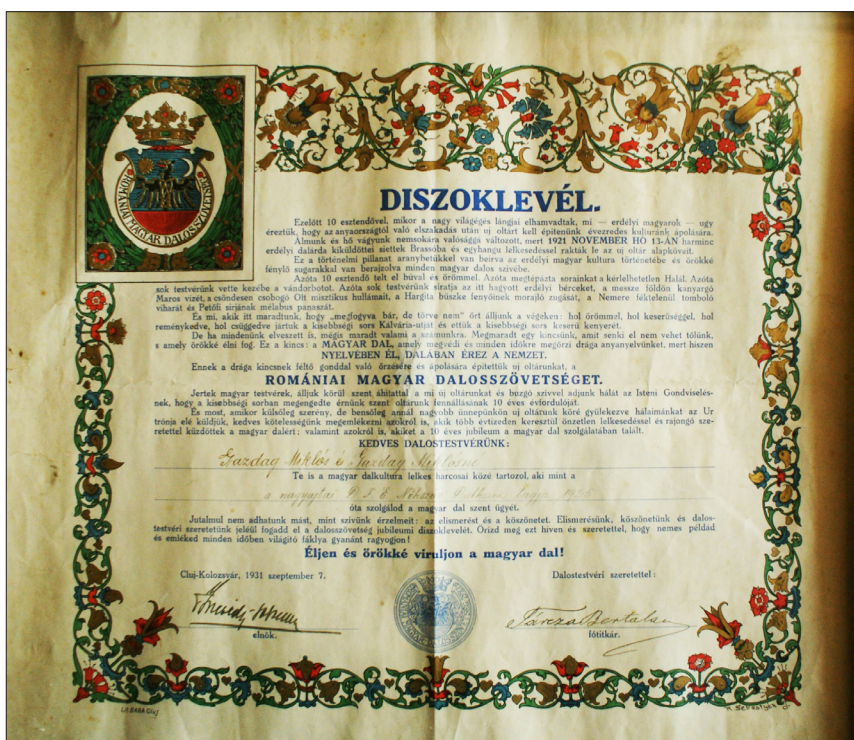 ROMÁNIAI MAGYAR DALOSSZÖVETSÉG
DISZOKLEVÉL.
Ezelőtt 10 esztendővel, mikor a nagy világégés lángjai elhamvadtak, mi — erdélyi magyarok — ugy
éreztük, hogy az anyaországtól való elszakadás után uj oltárt kell építenünk évezredes kulturánk ápolására.
Álmunk és hő vágyunk nemsokára valósággá változott, mert 1921 NOVEMBER HÓ 13-ÁN harminc
erdélyi dalárda kiküldöttei siettek Brassoba és egyhangu lelkesedéssel rakták le az uj oltár alapköveit.
Ez a történelmi pillanat aranybetükkel van beirva az erdélyi magyar kultura történetébe és örökké
fénylő sugarakkal van berajzolva minden magyar dalos szivébe.
Azóta 10 esztendő telt el búval és örömmel. Azóta megtépázta sorainkat a kérlelhetetlen Halál. Azóta
sok testvérünk vette kezébe a vándorbotot. Azóta sok testvérünk siratja az itt hagyott erdélyi bérceket, a messze földön kanyargó
Maros vizét, a csöndesen csobogó Olt misztikus hullámait, a Hargita büszke fenyőinek morajló zugását, a Nemere féktelenül tomboló
viharát és Petőfi sirjának mélabus panaszát.
És mi, akik itt maradtunk, hogy „megfogyva bár, de törve nem" őrt álljunk a végeken: hol örömmel, hol keserüséggel, hol
reménykedve, hol csüggedve jártuk a kisebbségi sors Kálvária-utját és ettük a kisebbségi sors keserü kenyerét.
De ha mindenünk elveszett is, mégis maradt valami a számunkra. Megmaradt egy kincsünk, amit senki el nem vehet tőlünk,
s amely örökké élni fog. Ez a kincs: a MAGYAR DAL, amely megvédi és minden időkre megőrzi drága anyanyelvünket, mert hiszen
NYELVÉBEN ÉL, DALÁBAN ÉREZ A NEMZET.
Ennek a drága kincsnek féltő gonddal való őrzésére és ápolására építettük uj oltárunkat, a
ROMÁNIAI MAGYAR DALOSSZÖVETSÉGET.
Jertek magyar testvérek, álljuk körül szent áhitattal a mi uj oltárunkat és buzgó szivvel adjunk hálát az Isteni Gondviselés-
nek, hogy a kisebbségi sorban megengedte érnünk szent oltárunk fennállásának 10 éves évfordulóját.
És most, amikor külsőleg szerény, de bensőleg annál nagyobb ünnepünkön uj oltárunk köré gyülekezve hálaimánkat az Ur
trónja elé küldjük, kedves kötelességünk megemlékezni azokról is, akik több évtizeden keresztül önzetlen lelkesedéssel és rajongó sze-
retettel küzdöttek a magyar dalért; valamint azokról is, akiket a 10 éves jubileum a magyar dal szolgálatában talált.
KEDVES DALOSTESTVÉRÜNK:
Gazdag Miklós és Gazdag Miklósné
Te is a magyar dalkultura lelkes harcosai közé tartozol, aki mint a
a nagyajtai
óta szolgálod a magyar dal szent ügyét.
Jutalmul nem adhatunk mást, mint szivünk érzelmeit: az elismerést és a köszönetet. Elismerésünk, köszönetünk és dalos-
testvéri szeretetünk jeléül fogadd el a dalosszövetség jubileumi díszoklevelét. Őrizd meg ezt hiven és szeretettel, hogy nemes példád
és emléked minden időben világitó fáklya gyanánt ragyogjon!
Éljen és örökké viruljon a magyar dal!
Cluj-Kolozsvár, 1931 szeptember 7.
Dalostestvéri szeretettel:
Tárcza Bertalan
elnök.
főtitkár.